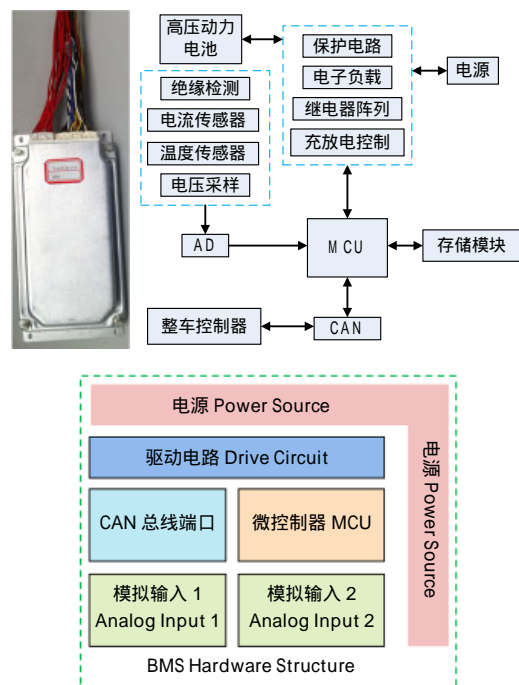 高压动力
电池
保护电路
电子负载
继电器阵列
充放电控制
电源
绝缘检测
电流传感器
温度传感器
电压采样
AD
MCU
存储模块
整车控制器
CAN
电源 Power Source
电源 Power Source
驱动电路 Drive Circuit
CAN 总线端口
微控制器 MCU
模拟输入 1
Analog Input 1
模拟输入 2
Analog Input 2
BMS Hardware Structure